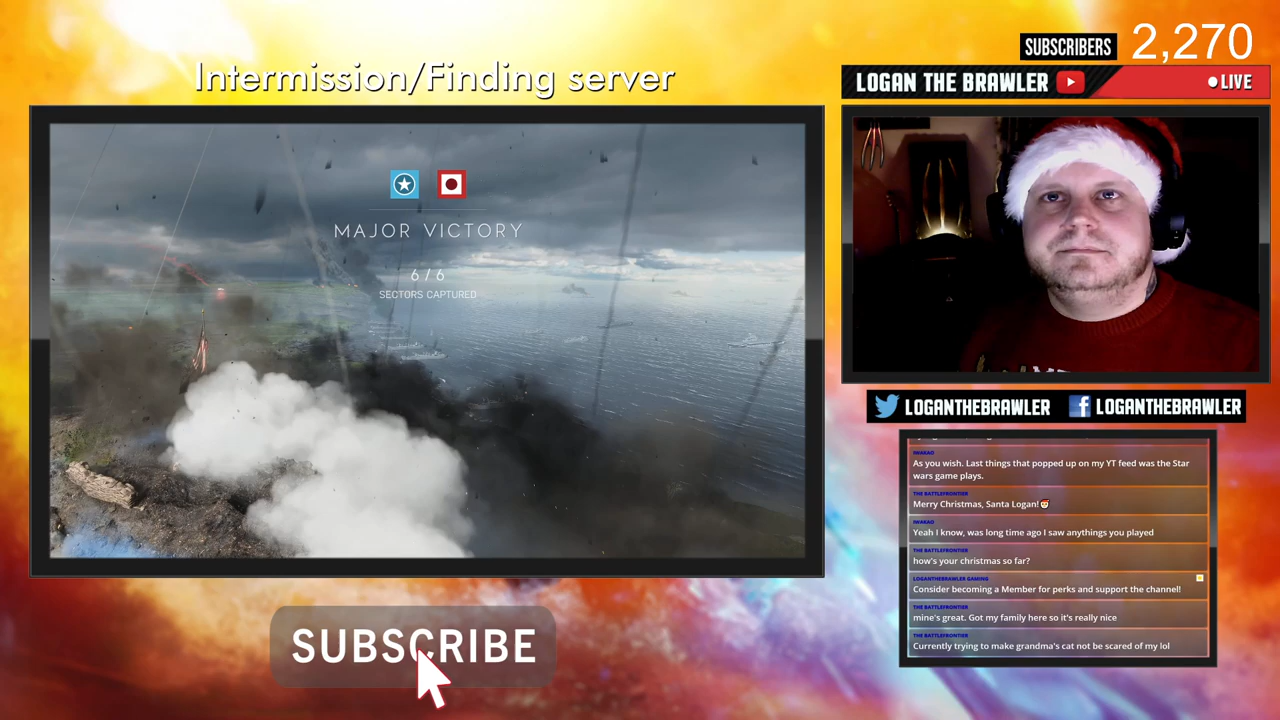 SUBSCRIBERS 2,270
Intermission/Finding server
LOGAN THE BRAWLER
LIVE
MAJOR VICTORY
6 / 6
SECTORS CAPTURED
LOGANTHEBRAWLER LOGANTHEBRAWLER
IWAKAO
As you wish. Last things that popped up on my YT feed was the Star
wars game plays.
THE BATTLEFRONTIER
Merry Christmas, Santa Logan!🎅
IWAKAO
Yeah I know, was long time ago I saw anythings you played
THE BATTLEFRONTIER
how's your christmas so far?
LOGANTHEBRAWLER GAMING
Consider becoming a Member for perks and support the channel!
THE BATTLEFRONTIER
mine's great. Got my family here so it's really nice
THE BATTLEFRONTIER
Currently trying to make grandma's cat not be scared of my lol
SUBSCRIBE